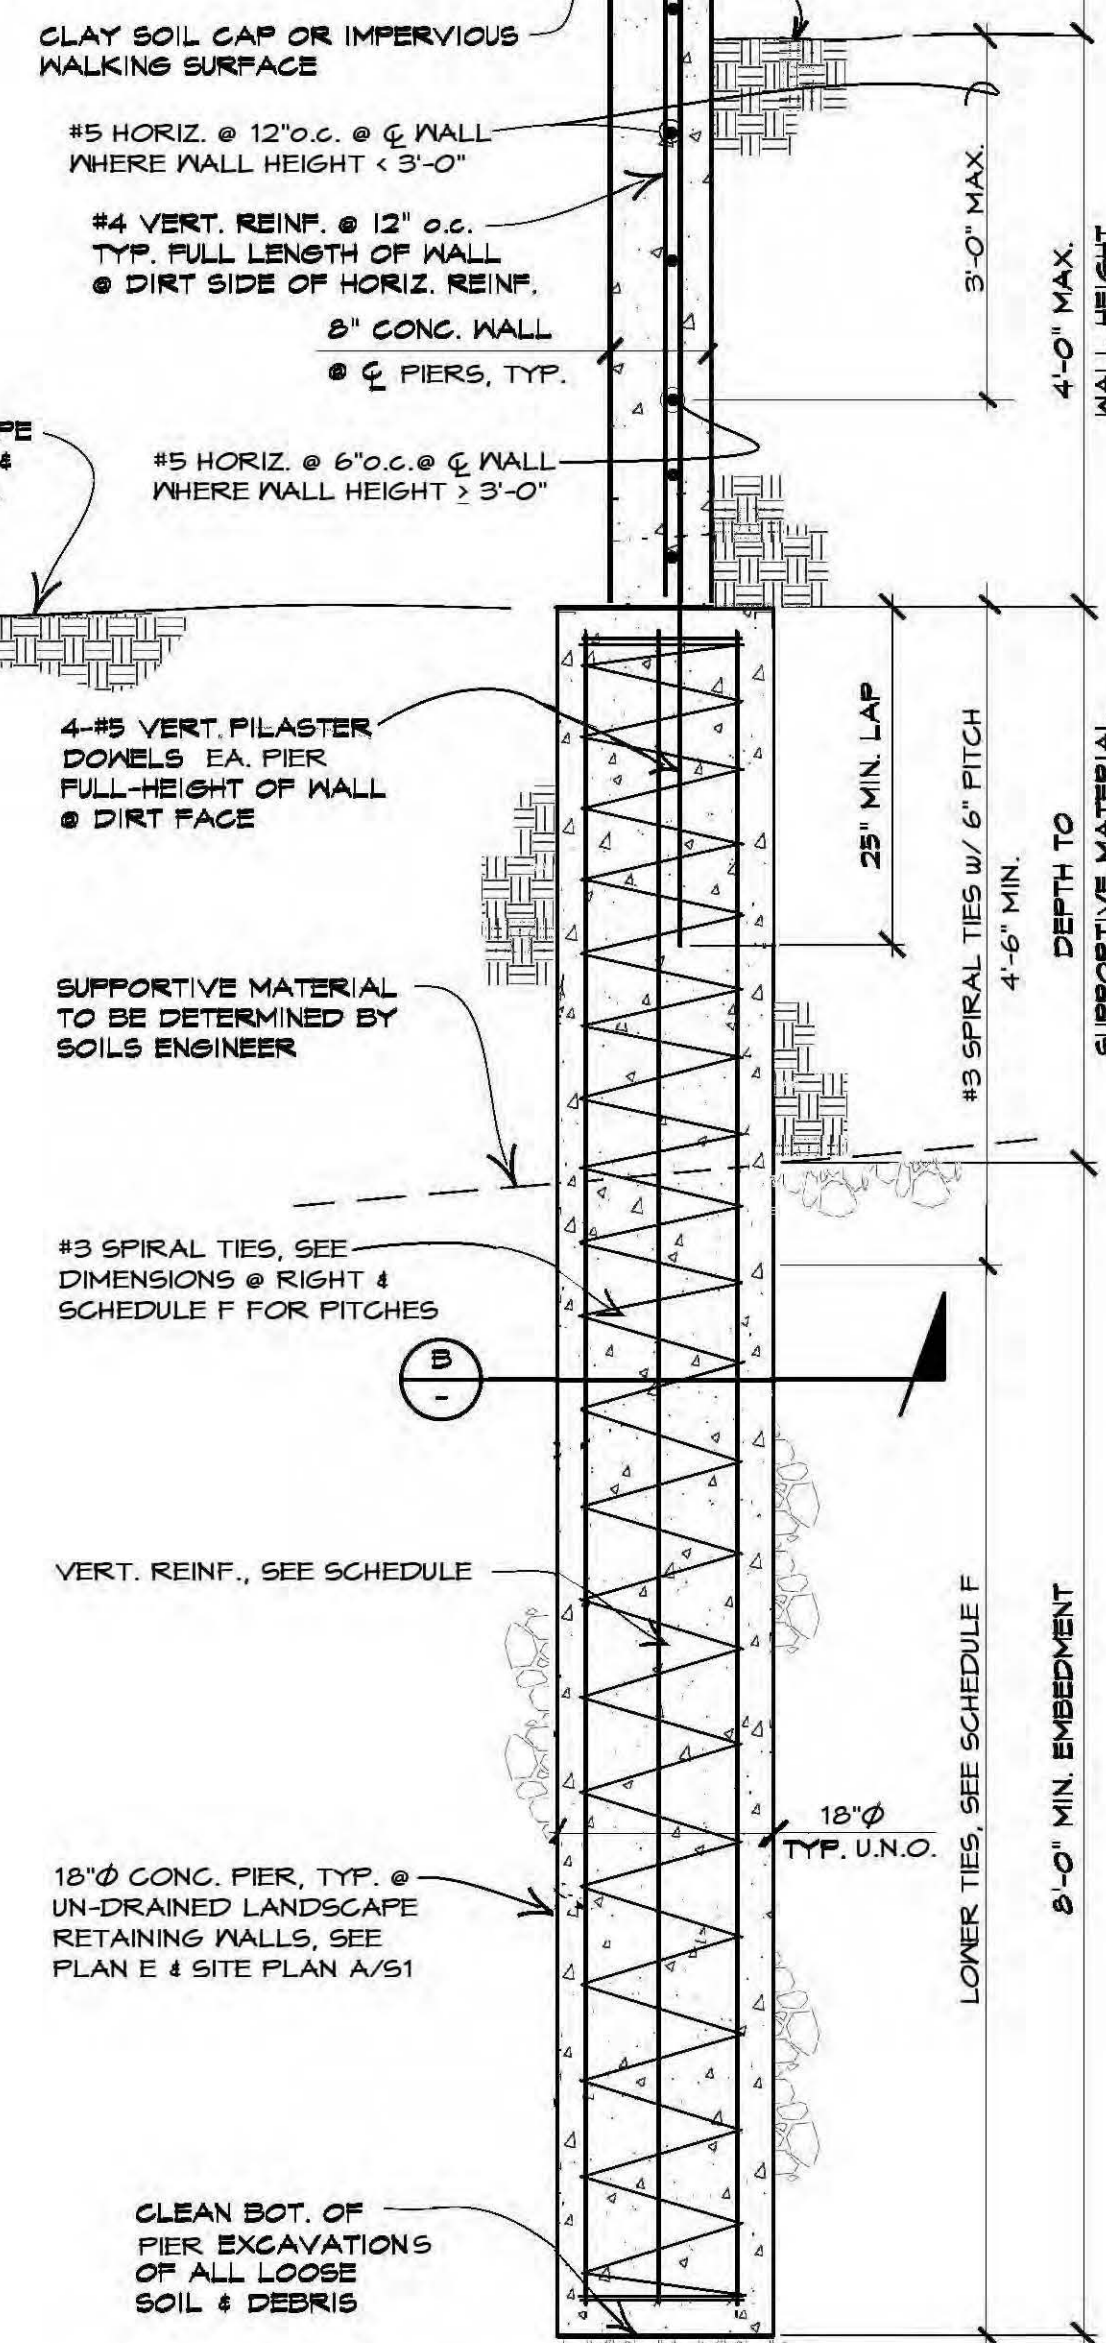 CLAY SOIL CAP OR IMPERVIOUS
WALKING SURFACE
#5 HORIZ. @ 12"o.c. @ ℄ WALL
WHERE WALL HEIGHT < 3'-0"
#4 VERT. REINF. @ 12" o.c.
TYP. FULL LENGTH OF WALL
@ DIRT SIDE OF HORIZ. REINF.
8" CONC. WALL
@ ℄ PIERS, TYP.
#5 HORIZ. @ 6"o.c.@ ℄ WALL
WHERE WALL HEIGHT ≥ 3'-0"
3'-0" MAX.
4'-0" MAX.
WALL HEIGHT
4-#5 VERT. PILASTER
DOWELS EA. PIER
FULL-HEIGHT OF WALL
@ DIRT FACE
25" MIN. LAP
#3 SPIRAL TIES W/ 6" PITCH
4'-6" MIN.
DEPTH TO
SUPPORTIVE MATERIAL
SUPPORTIVE MATERIAL
TO BE DETERMINED BY
SOILS ENGINEER
#3 SPIRAL TIES, SEE
DIMENSIONS @ RIGHT &
SCHEDULE F FOR PITCHES
B
-
VERT. REINF., SEE SCHEDULE
LOWER TIES, SEE SCHEDULE F
8'-0" MIN. EMBEDMENT
18"Ø
TYP. U.N.O.
18"Ø CONC. PIER, TYP. @
UN-DRAINED LANDSCAPE
RETAINING WALLS, SEE
PLAN E & SITE PLAN A/S1
CLEAN BOT. OF
PIER EXCAVATIONS
OF ALL LOOSE
SOIL & DEBRIS